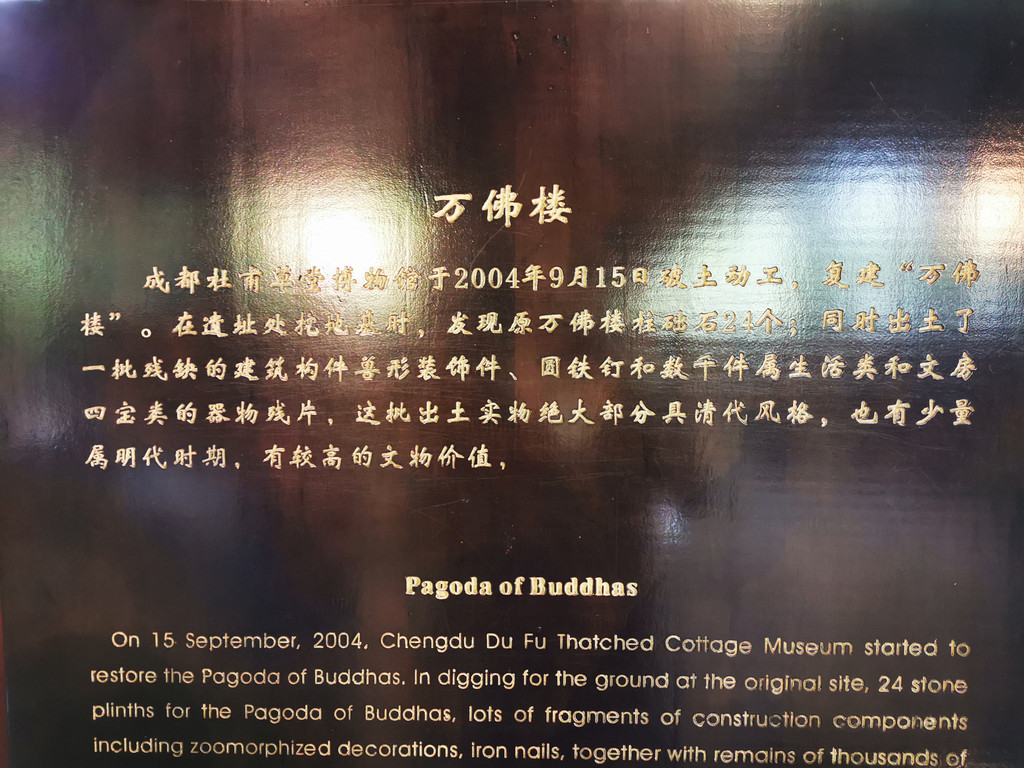 万佛楼
成都杜甫草堂博物馆于2004年9月15日破土动工，复建“万佛
楼”。在遗址处挖地基时，发现原万佛楼柱础石24个；同时出土了
一批残缺的建筑构件兽形装饰件、圆铁钉和数千件属生活类和文房
四宝类的器物残片，这批出土实物绝大部分具清代风格，也有少量
属明代时期，有较高的文物价值，
Pagoda of Buddhas
On 15 September, 2004, Chengdu Du Fu Thatched Cottage Museum started to
restore the Pagoda of Buddhas. In digging for the ground at the original site, 24 stone
plinths for the Pagoda of Buddhas, lots of fragments of construction components
including zoomorphized decorations, iron nails, together with remains of thousands of